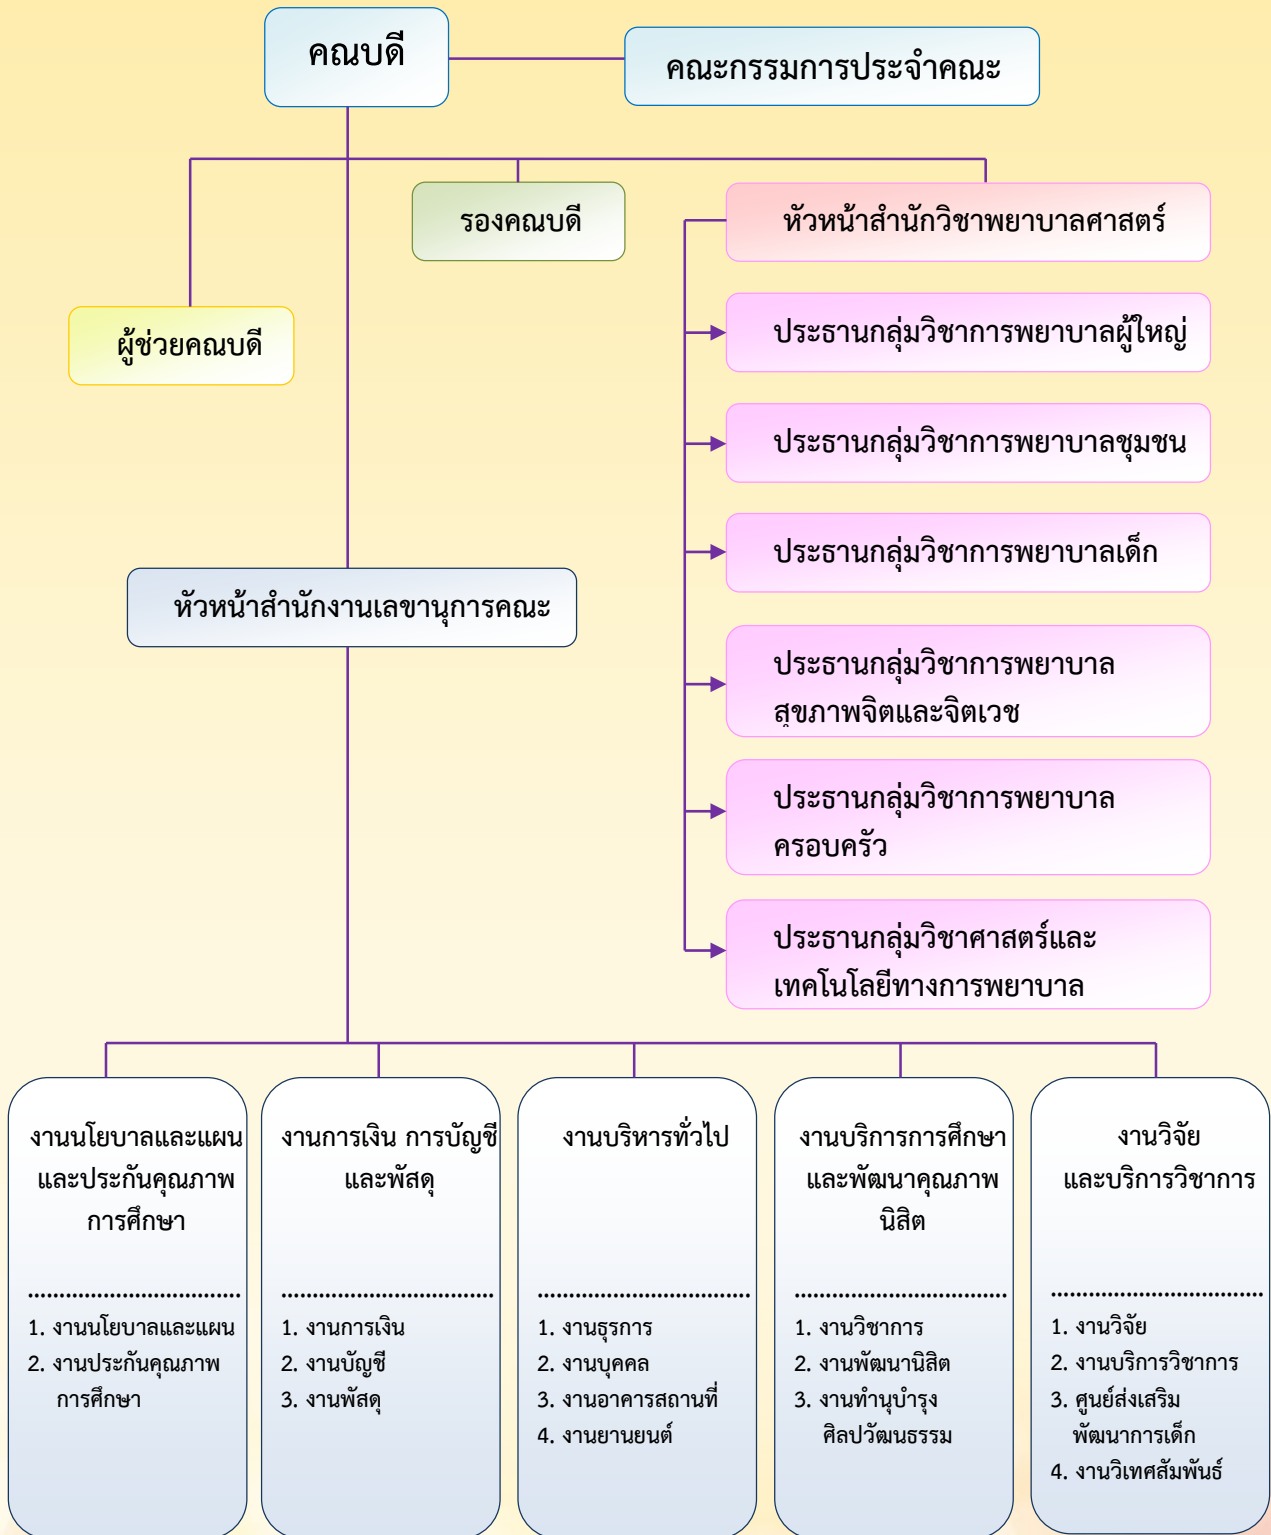 คณบดี
คณะกรรมการประจำคณะ
รองคณบดี
หัวหน้าสำนักวิชาพยาบาลศาสตร์
ผู้ช่วยคณบดี
ประธานกลุ่มวิชาการพยาบาลผู้ใหญ่
ประธานกลุ่มวิชาการพยาบาลชุมชน
ประธานกลุ่มวิชาการพยาบาลเด็ก
หัวหน้าสำนักงานเลขานุการคณะ
ประธานกลุ่มวิชาการพยาบาล
สุขภาพจิตและจิตเวช
ประธานกลุ่มวิชาการพยาบาล
ครอบครัว
ประธานกลุ่มวิชาศาสตร์และ
เทคโนโลยีทางการพยาบาล
งานนโยบาลและแผน
และประกันคุณภาพ
การศึกษา
..................................
1. งานนโยบาลและแผน
2. งานประกันคุณภาพ
การศึกษา
งานการเงิน การบัญชี
และพัสดุ
..................................
1. งานการเงิน
2. งานบัญชี
3. งานพัสดุ
งานบริหารทั่วไป
..................................
1. งานธุรการ
2. งานบุคคล
3. งานอาคารสถานที่
4. งานยานยนต์
งานบริการการศึกษา
และพัฒนาคุณภาพ
นิสิต
..................................
1. งานวิชาการ
2. งานพัฒนานิสิต
3. งานทำนุบำรุง
ศิลปวัฒนธรรม
งานวิจัย
และบริการวิชาการ
..................................
1. งานวิจัย
2. งานบริการวิชาการ
3. ศูนย์ส่งเสริม
พัฒนาการเด็ก
4. งานวิเทศสัมพันธ์